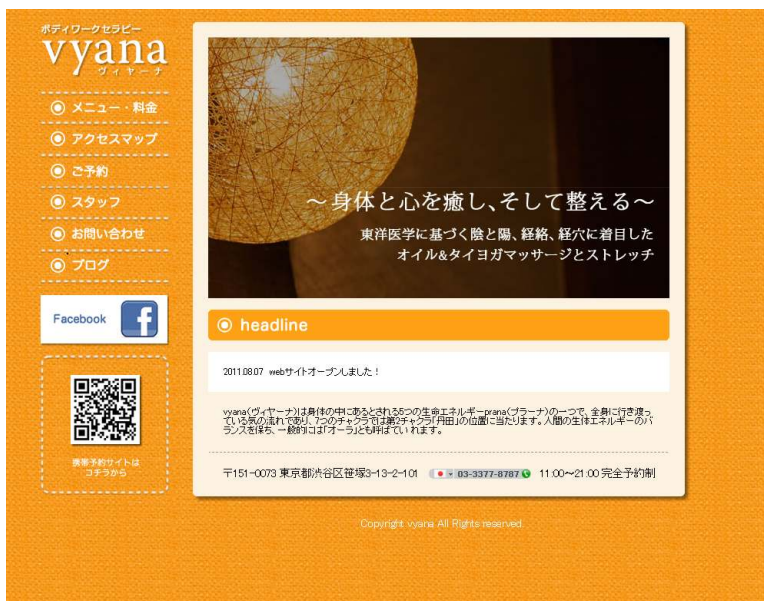 ボディワークセラピー
vyana
ヴィヤーナ
メニュー・料金
アクセスマップ
ご予約
スタッフ
お問い合わせ
ブログ
Facebook
f
携帯予約サイトは
コチラから
～身体と心を癒し、そして整える～
東洋医学に基づく陰と陽、経絡、経穴に着目した
オイル&タイヨガマッサージとストレッチ
headline
2011.08.07 webサイトオープンしました！
vyana(ヴィヤーナ)は身体の中にあるとされる5つの生命エネルギーprana(プラーナ)の一つで、全身に行き渡っ
ている気の流れであり、7つのチャクラでは第2チャクラ「丹田」の位置に当たります。人間の生体エネルギーのバ
ランスを保ち、一般的には「オーラ」とも呼ばれています。
〒151-0073 東京都渋谷区笹塚3-13-2-101 03-3377-8787 11:00～21:00 完全予約制
Copyright vyana All Rights reserved.